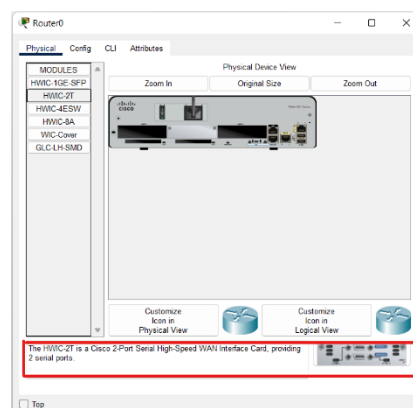 Router0
Physical Config CLI Attributes
MODULES
HWIC-1GE-SFP
HWIC-2T
HWIC-4ESW
HWIC-8A
WIC-Cover
GLC-LH-SMD
Physical Device View
Zoom In Original Size Zoom Out
CISCO
Customize
Icon in
Physical View
Customize
Icon in
Logical View
The HWIC-2T is a Cisco 2-Port Serial High-Speed WAN Interface Card, providing
2 serial ports.
Top